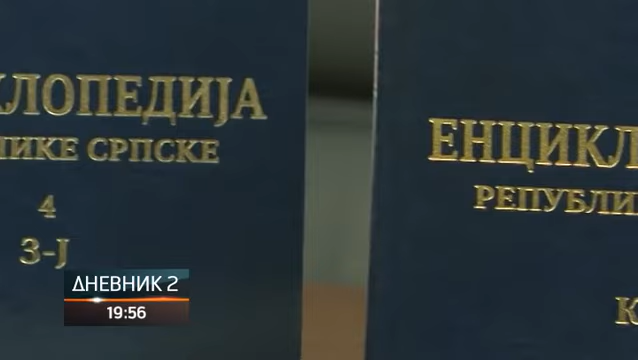 КЛОПЕДИЈА
ЛИКЕ СРПСКЕ
4
З-Ј
ЕНЦИКЛ
РЕПУБЛИ
К
ДНЕВНИК 2
19:56